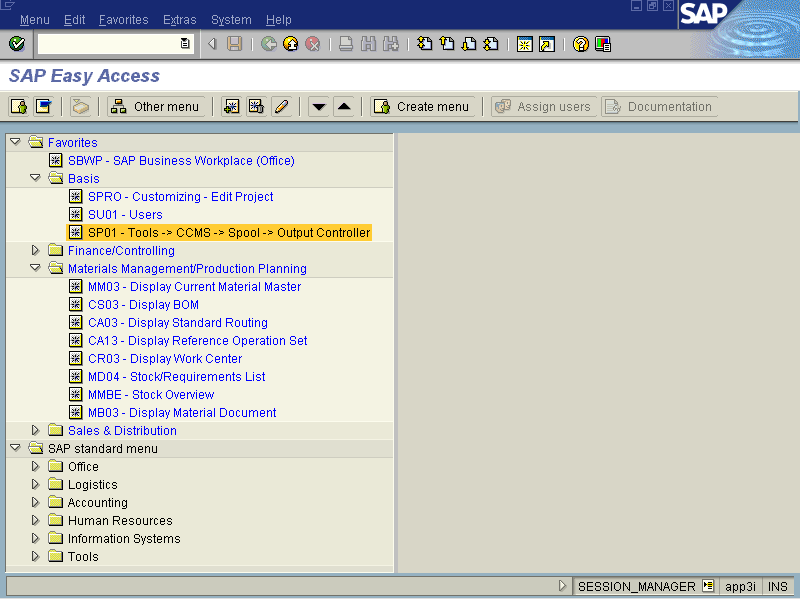 Menu Edit Favorites Extras System Help
SAP
SAP Easy Access
Other menu Create menu Assign users Documentation
Favorites
SBWP - SAP Business Workplace (Office)
Basis
SPRO - Customizing - Edit Project
SU01 - Users
SP01 - Tools -> CCMS -> Spool -> Output Controller
Finance/Controlling
Materials Management/Production Planning
MM03 - Display Current Material Master
CS03 - Display BOM
CA03 - Display Standard Routing
CA13 - Display Reference Operation Set
CR03 - Display Work Center
MD04 - Stock/Requirements List
MMBE - Stock Overview
MB03 - Display Material Document
Sales & Distribution
SAP standard menu
Office
Logistics
Accounting
Human Resources
Information Systems
Tools
SESSION_MANAGER app3i INS